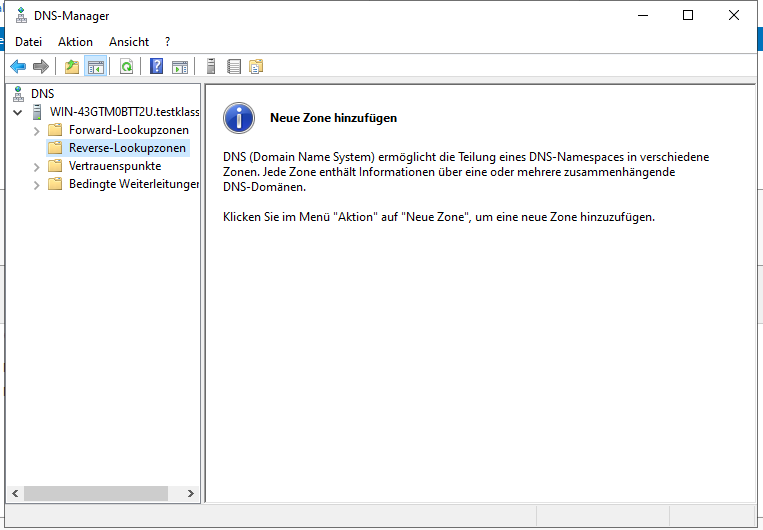 DNS-Manager
Datei Aktion Ansicht ?
DNS
WIN-43GTM0BTT2U.testklass
Forward-Lookupzonen
Reverse-Lookupzonen
Vertrauenspunkte
Bedingte Weiterleitunger
Neue Zone hinzufügen
DNS (Domain Name System) ermöglicht die Teilung eines DNS-Namespaces in verschiedene
Zonen. Jede Zone enthält Informationen über eine oder mehrere zusammenhängende
DNS-Domänen.
Klicken Sie im Menü "Aktion" auf "Neue Zone", um eine neue Zone hinzuzufügen.